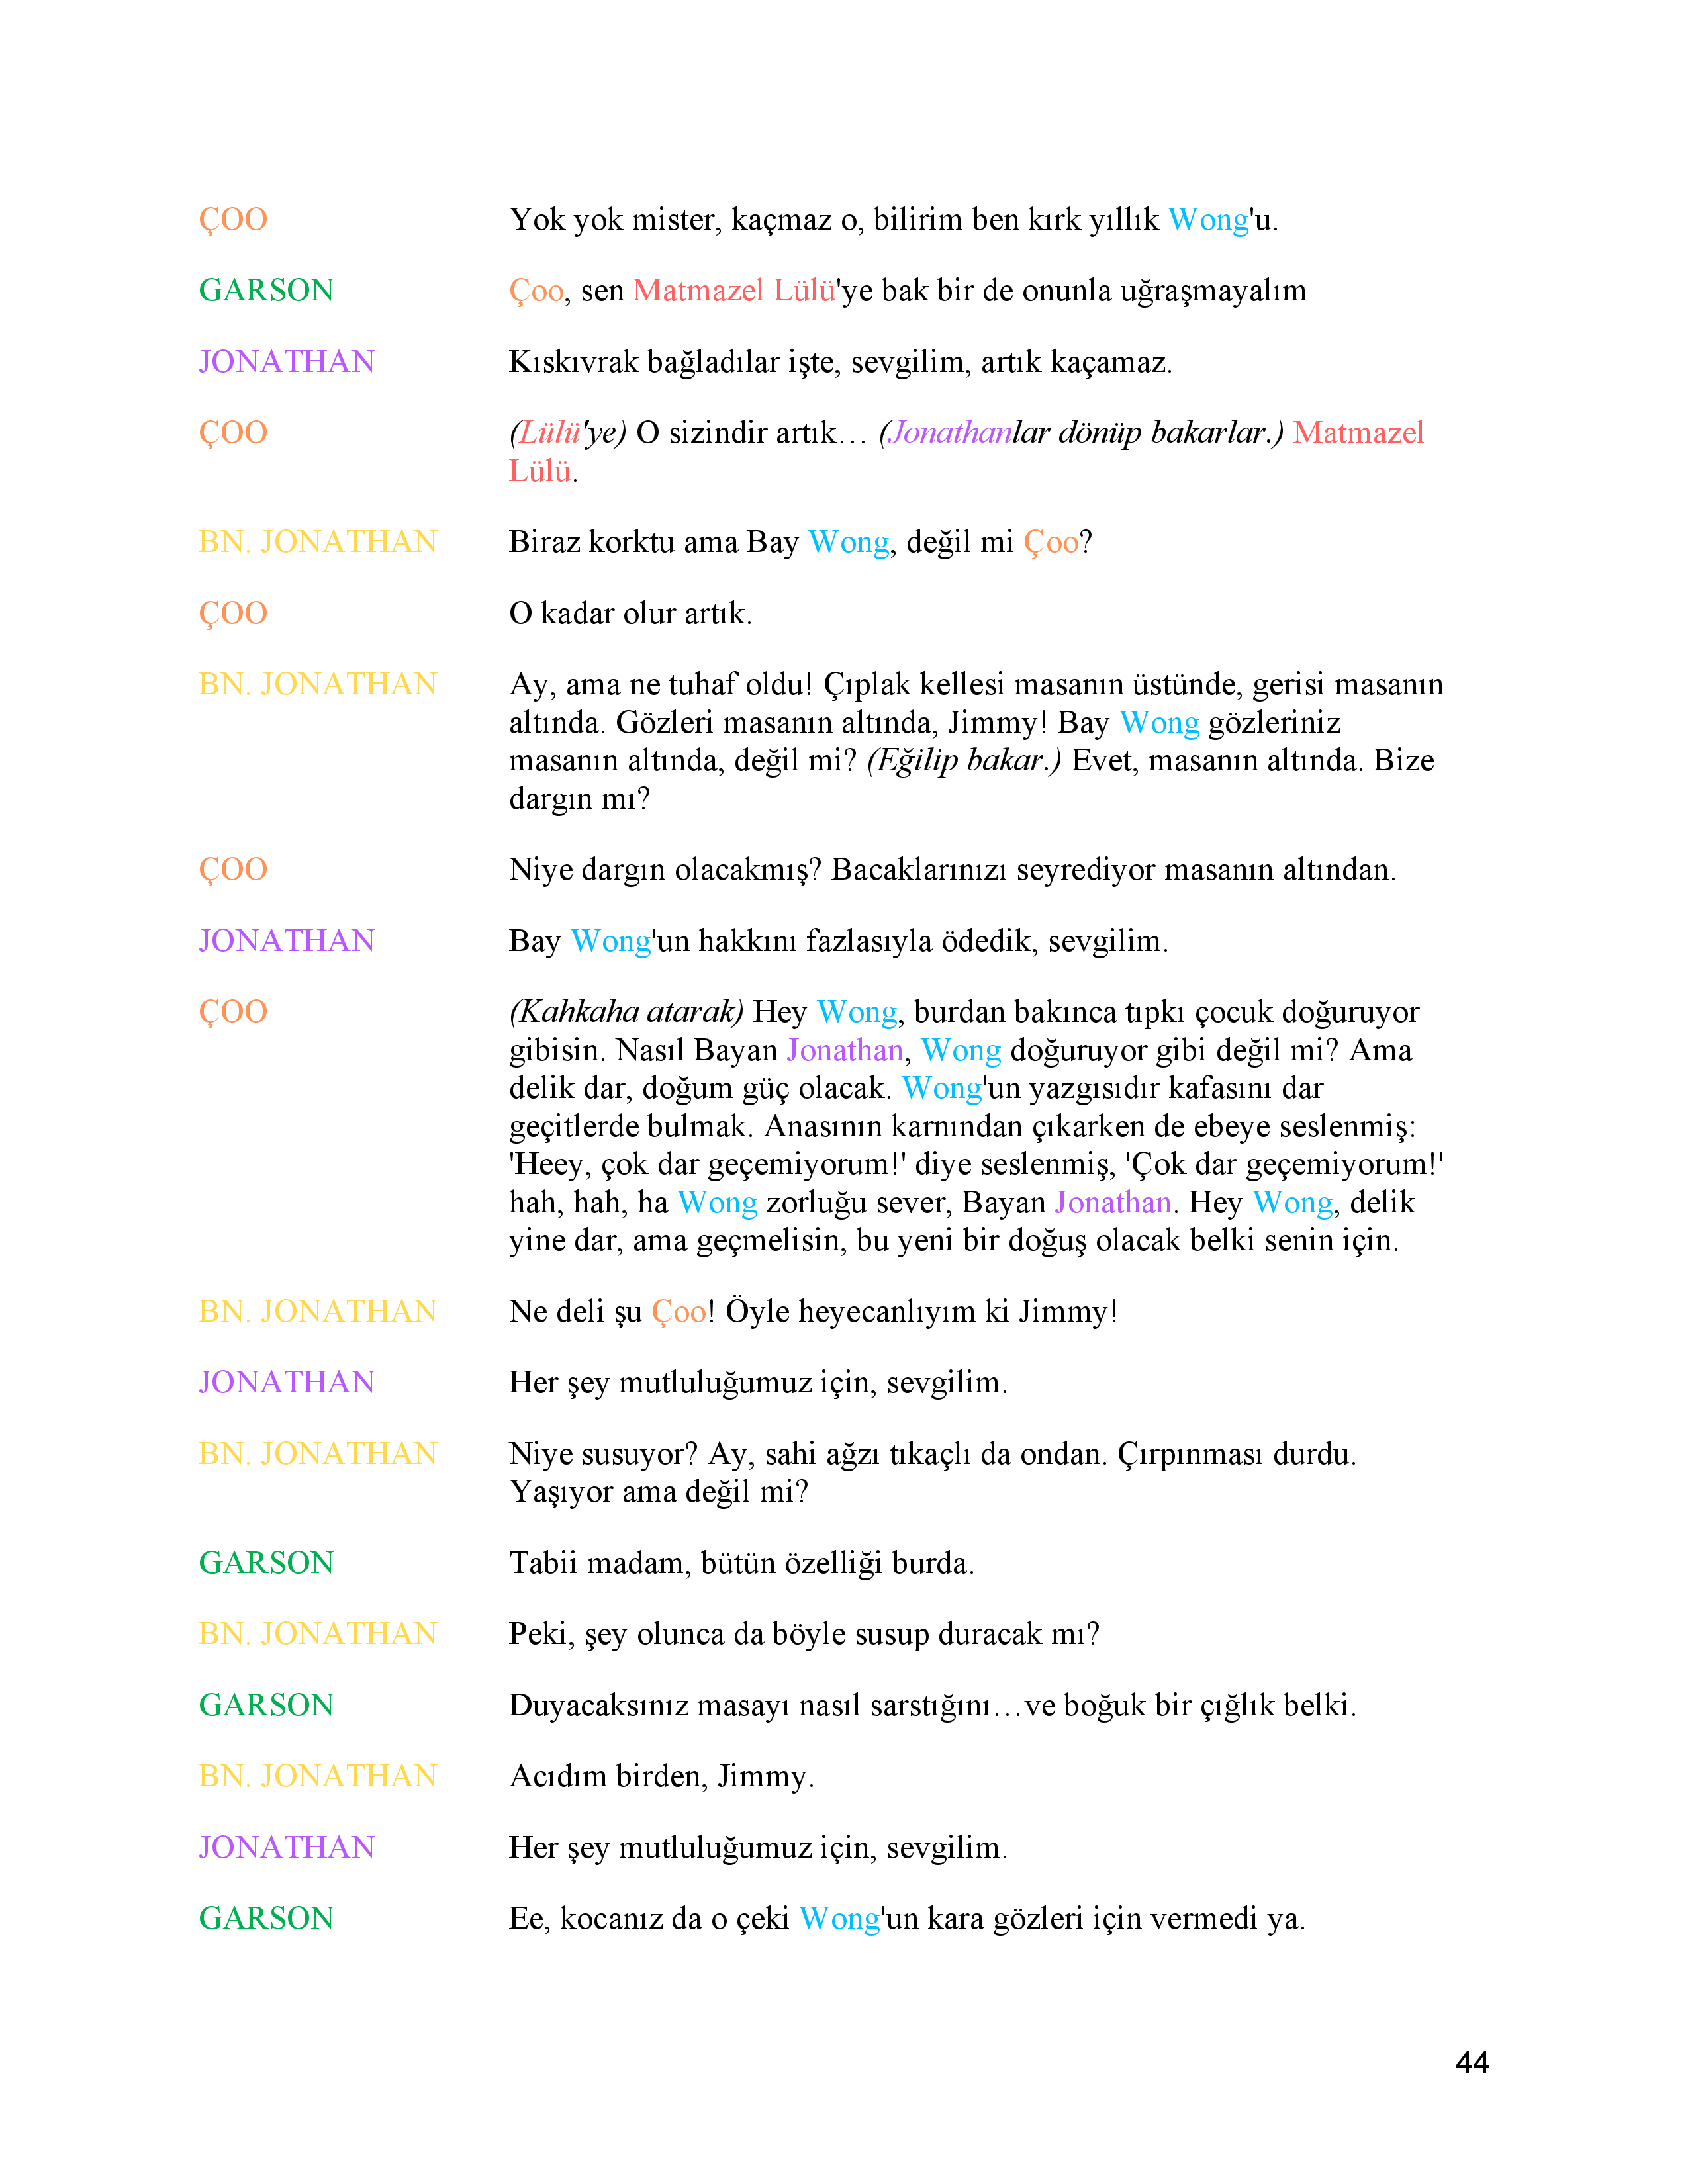 ÇOO Yok yok mister, kaçmaz o, bilirim ben kırk yıllık Wong'u.
GARSON Çoo, sen Matmazel Lülü'ye bak bir de onunla uğraşmayalım
JONATHAN Kıskıvrak bağladılar işte, sevgilim, artık kaçamaz.
ÇOO (Lülü'ye) O sizindir artık… (Jonathanlar dönüp bakarlar.) Matmazel
Lülü.
BN. JONATHAN Biraz korktu ama Bay Wong, değil mi Çoo?
ÇOO O kadar olur artık.
BN. JONATHAN Ay, ama ne tuhaf oldu! Çıplak kellesi masanın üstünde, gerisi masanın
altında. Gözleri masanın altında, Jimmy! Bay Wong gözleriniz
masanın altında, değil mi? (Eğilip bakar.) Evet, masanın altında. Bize
dargın mı?
ÇOO Niye dargın olacakmış? Bacaklarınızı seyrediyor masanın altından.
JONATHAN Bay Wong'un hakkını fazlasıyla ödedik, sevgilim.
ÇOO (Kahkaha atarak) Hey Wong, burdan bakınca tıpkı çocuk doğuruyor
gibisin. Nasıl Bayan Jonathan, Wong doğuruyor gibi değil mi? Ama
delik dar, doğum güç olacak. Wong'un yazgısıdır kafasını dar
geçitlerde bulmak. Anasının karnından çıkarken de ebeye seslenmiş:
'Heey, çok dar geçemiyorum!' diye seslenmiş, 'Çok dar geçemiyorum!'
hah, hah, ha Wong zorluğu sever, Bayan Jonathan. Hey Wong, delik
yine dar, ama geçmelisin, bu yeni bir doğuş olacak belki senin için.
BN. JONATHAN Ne deli şu Çoo! Öyle heyecanlıyım ki Jimmy!
JONATHAN Her şey mutluluğumuz için, sevgilim.
BN. JONATHAN Niye susuyor? Ay, sahi ağzı tıkaçlı da ondan. Çırpınması durdu.
Yaşıyor ama değil mi?
GARSON Tabii madam, bütün özelliği burda.
BN. JONATHAN Peki, şey olunca da böyle susup duracak mı?
GARSON Duyacaksınız masayı nasıl sarstığını…ve boğuk bir çığlık belki.
BN. JONATHAN Acıdım birden, Jimmy.
JONATHAN Her şey mutluluğumuz için, sevgilim.
GARSON Ee, kocanız da o çeki Wong'un kara gözleri için vermedi ya.
44